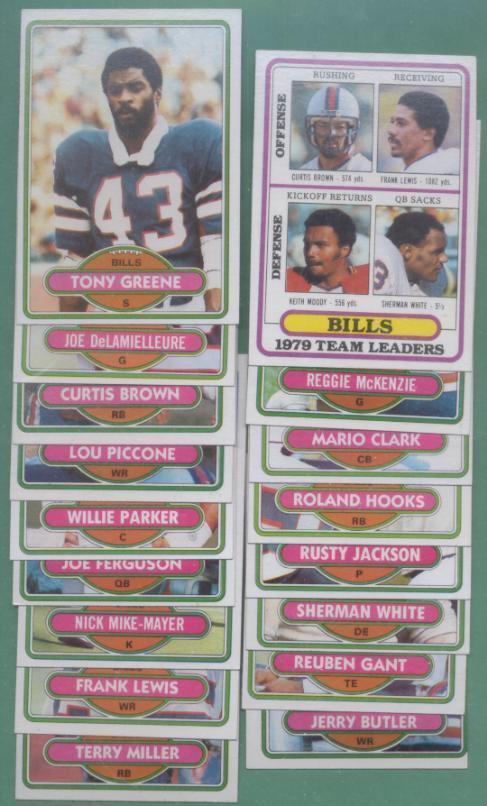 43
BILLS
TONY GREENE
S
JOE DeLAMIELLEURE
G
CURTIS BROWN
RB
LOU PICCONE
WR
WILLIE PARKER
C
JOE FERGUSON
QB
NICK MIKE-MAYER
K
FRANK LEWIS
WR
TERRY MILLER
RB
OFFENSE
RUSHING RECEIVING
CURTIS BROWN - 574 yds. FRANK LEWIS - 1082 yds.
DEFENSE
KICKOFF RETURNS QB SACKS
3
KEITH MOODY - 556 yds. SHERMAN WHITE - 5½
BILLS
1979 TEAM LEADERS
REGGIE McKENZIE
G
MARIO CLARK
CB
ROLAND HOOKS
RB
RUSTY JACKSON
P
SHERMAN WHITE
DE
REUBEN GANT
TE
JERRY BUTLER
WR